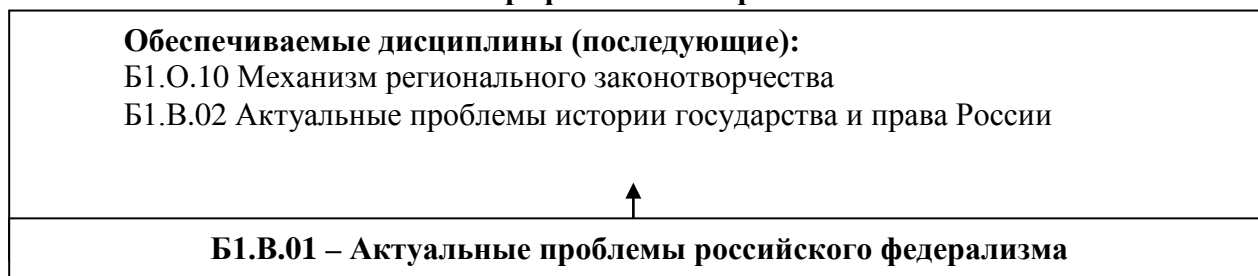 Обеспечиваемые дисциплины (последующие):
Б1.О.10 Механизм регионального законотворчества
Б1.В.02 Актуальные проблемы истории государства и права России
Б1.В.01 – Актуальные проблемы российского федерализма